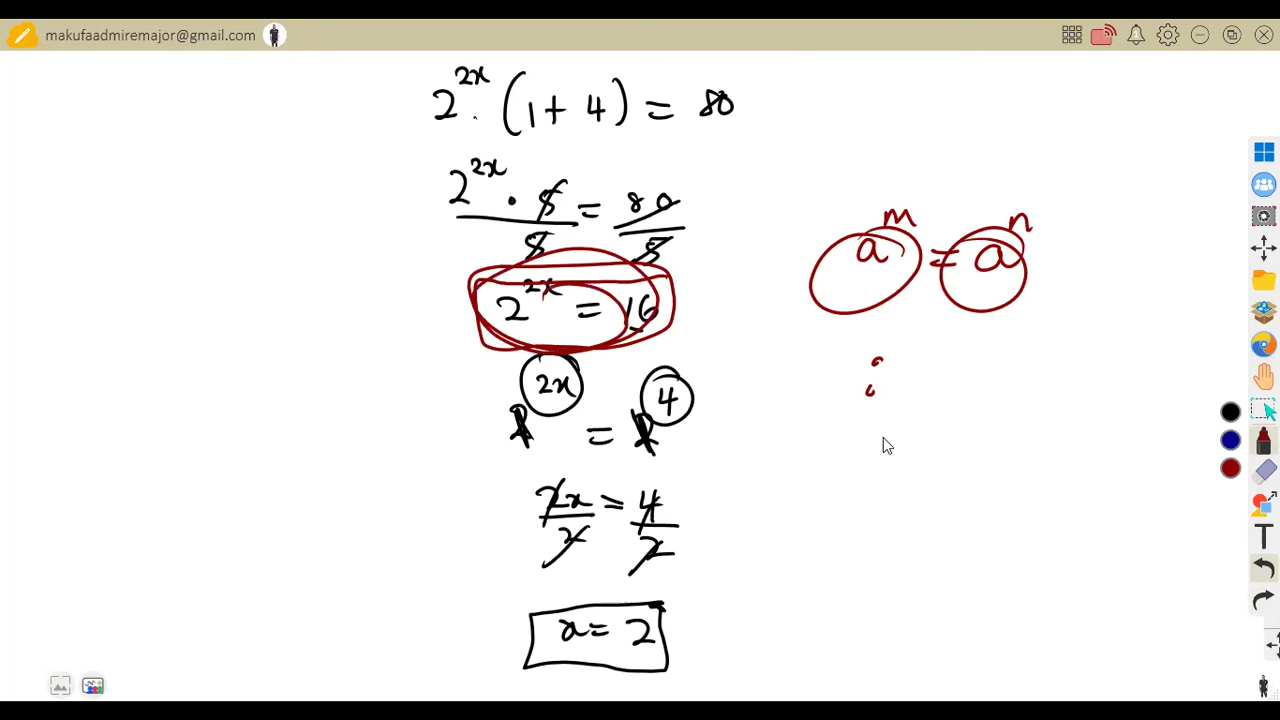 makufaadmiremajor@gmail.com
2^{2x} . (1 + 4) = 80
2^{2x} · 5 / 5 = 80 / 5
2^{2x} = 16
2^{2x} = 2^{4}
2x / 2 = 4 / 2
x = 2
a^{m} = a^{n}
T